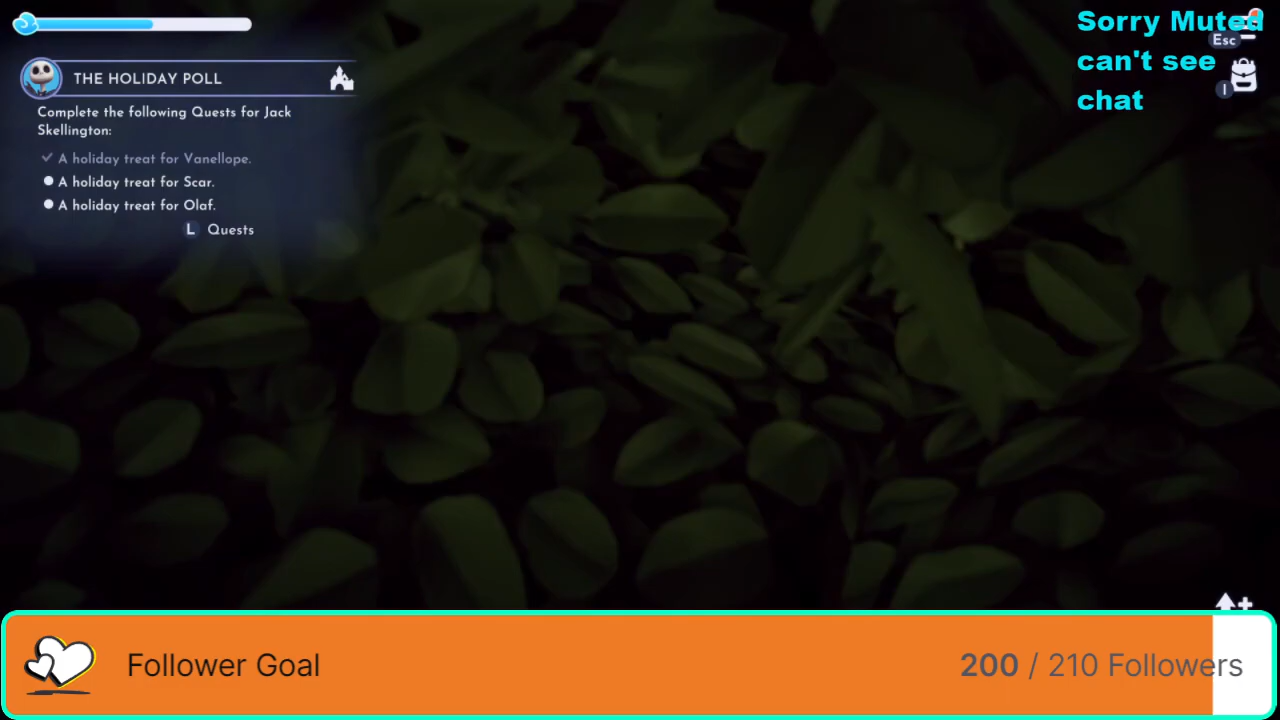 Sorry Muted
Esc
can't see
I
chat
THE HOLIDAY POLL
Complete the following Quests for Jack
Skellington:
A holiday treat for Vanellope.
A holiday treat for Scar.
A holiday treat for Olaf.
L Quests
Follower Goal
200 / 210 Followers